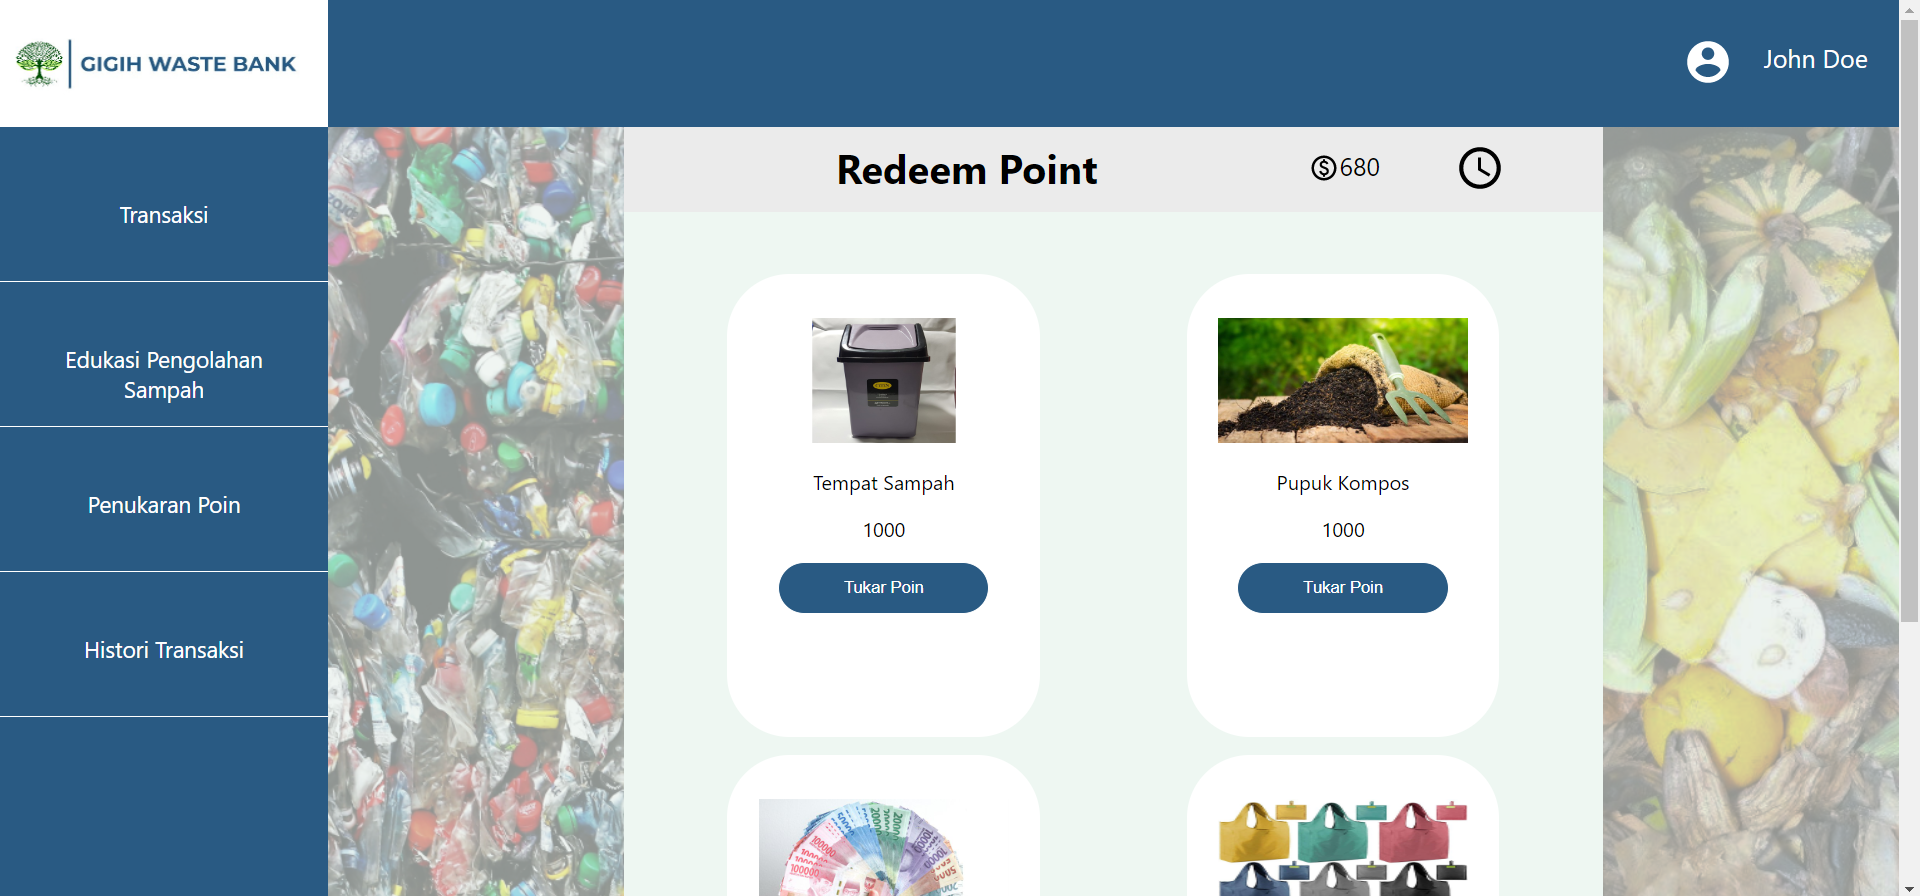 GIGIH WASTE BANK
John Doe
Transaksi
Edukasi Pengolahan
Sampah
Penukaran Poin
Histori Transaksi
Redeem Point
680
Tempat Sampah
1000
Tukar Poin
Pupuk Kompos
1000
Tukar Poin